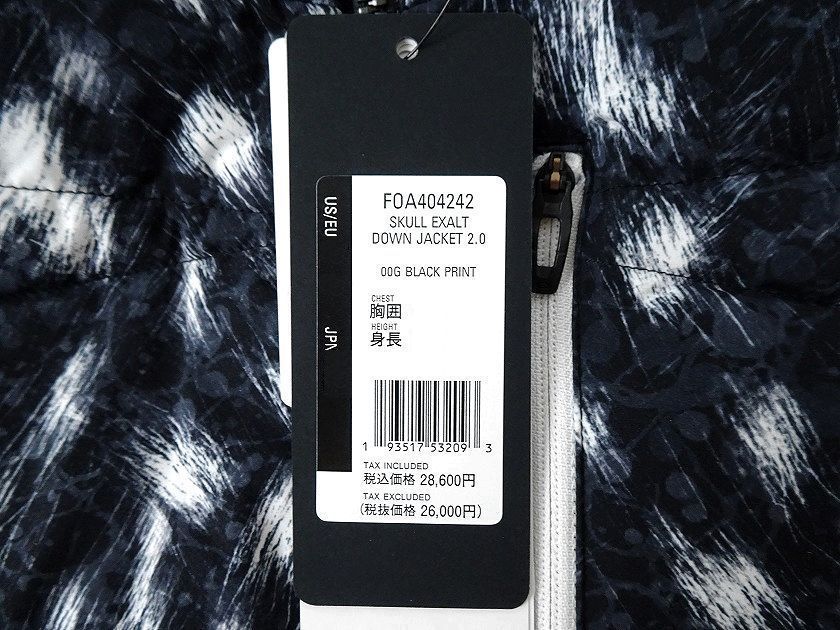 US/EU
JPN
FOA404242
SKULL EXALT
DOWN JACKET 2.0
00G BLACK PRINT
CHEST
胸囲
HEIGHT
身長
1 93517 53209 3
TAX INCLUDED
税込価格 28,600円
TAX EXCLUDED
(税抜価格 26,000円)